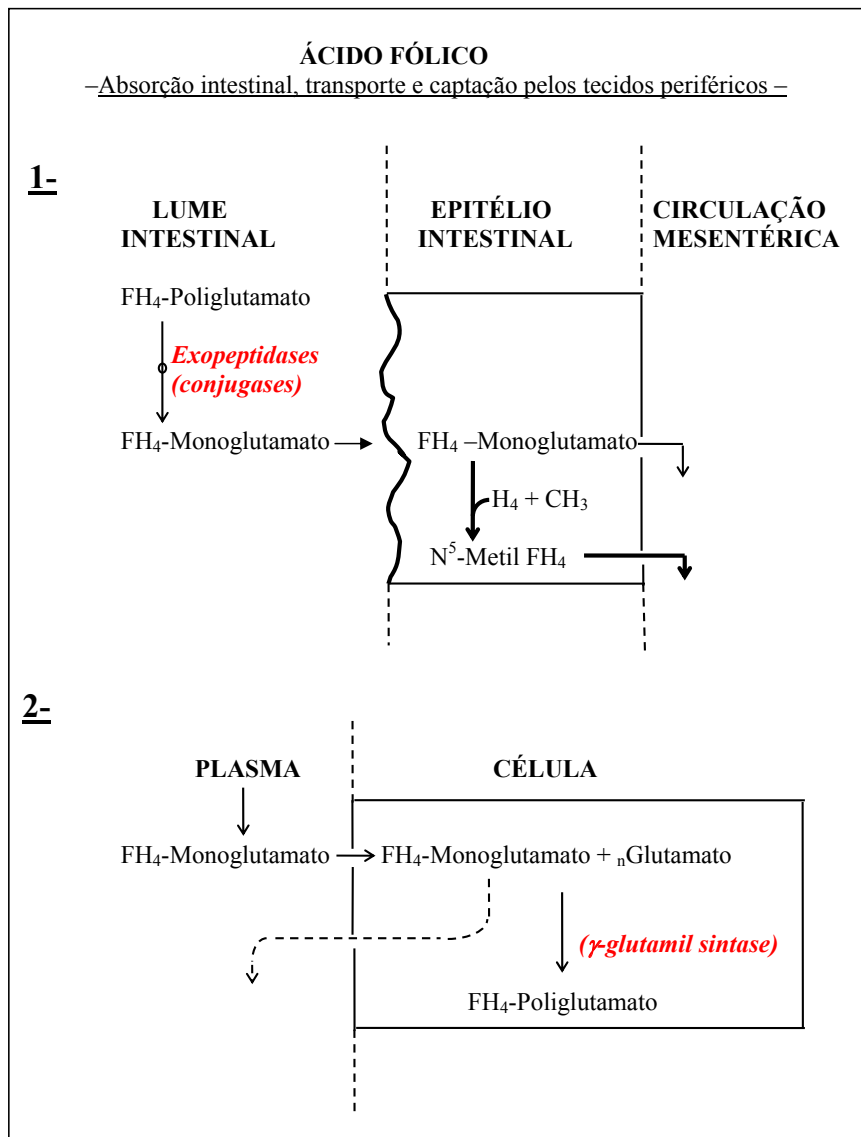 ÁCIDO FÓLICO
–Absorção intestinal, transporte e captação pelos tecidos periféricos –
1-
LUME INTESTINAL
EPITÉLIO INTESTINAL
CIRCULAÇÃO MESENTÉRICA
FH4-Poliglutamato
Exopeptidases
(conjugases)
FH4-Monoglutamato
FH4 –Monoglutamato
H4 + CH3
N5-Metil FH4
2-
PLASMA
CÉLULA
FH4-Monoglutamato
FH4-Monoglutamato + nGlutamato
(γ-glutamil sintase)
FH4-Poliglutamato